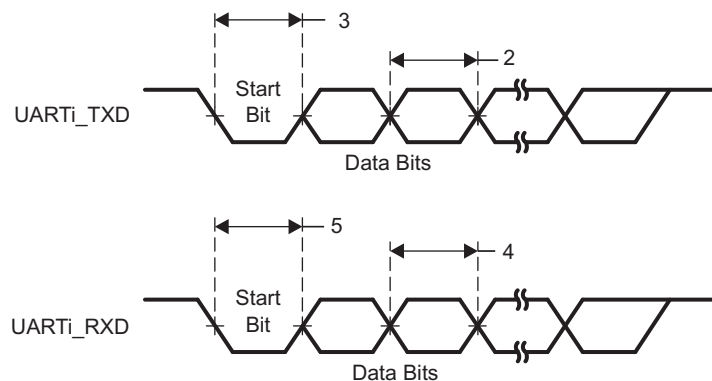 3
2
UARTi_TXD
Start
Bit
Data Bits
5
4
UARTi_RXD
Start
Bit
Data Bits